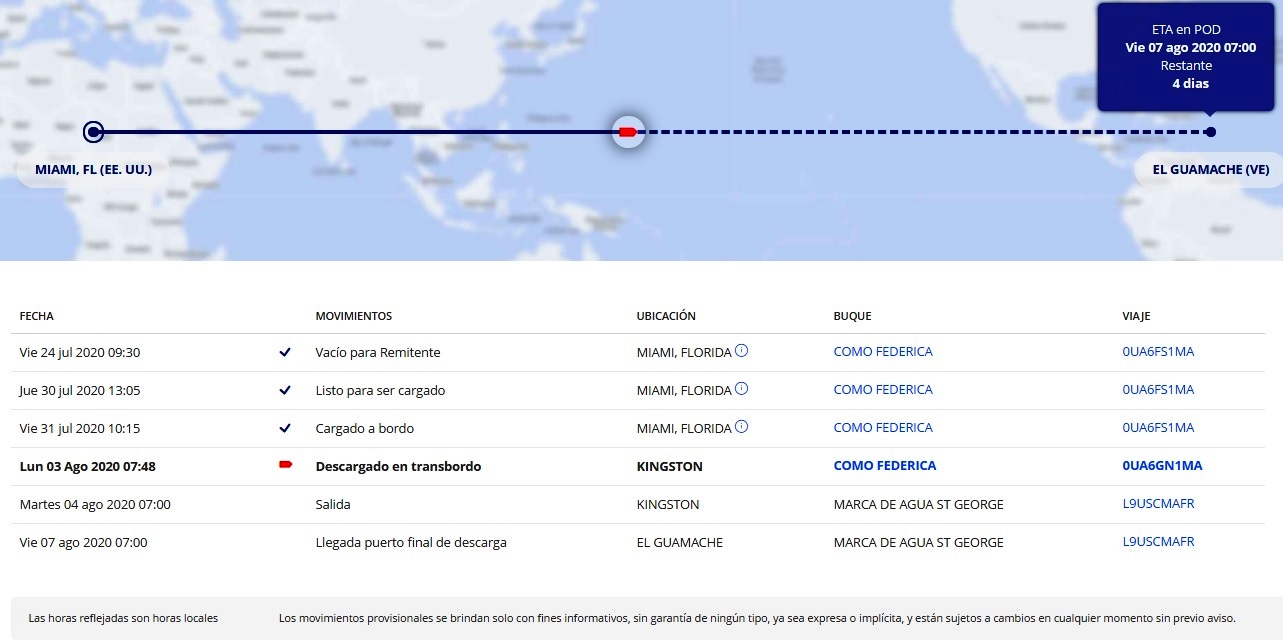 ETA en POD
Vie 07 ago 2020 07:00
Restante
4 dias
MIAMI, FL (EE. UU.)
EL GUAMACHE (VE)
FECHA MOVIMIENTOS UBICACIÓN BUQUE VIAJE
Vie 24 jul 2020 09:30 Vacío para Remitente MIAMI, FLORIDA COMO FEDERICA 0UA6FS1MA
Jue 30 jul 2020 13:05 Listo para ser cargado MIAMI, FLORIDA COMO FEDERICA 0UA6FS1MA
Vie 31 jul 2020 10:15 Cargado a bordo MIAMI, FLORIDA COMO FEDERICA 0UA6FS1MA
Lun 03 Ago 2020 07:48 Descargado en transbordo KINGSTON COMO FEDERICA 0UA6GN1MA
Martes 04 ago 2020 07:00 Salida KINGSTON MARCA DE AGUA ST GEORGE L9USCMAFR
Vie 07 ago 2020 07:00 Llegada puerto final de descarga EL GUAMACHE MARCA DE AGUA ST GEORGE L9USCMAFR
Las horas reflejadas son horas locales Los movimientos provisionales se brindan solo con fines informativos, sin garantía de ningún tipo, ya sea expresa o implícita, y están sujetos a cambios en cualquier momento sin previo aviso.